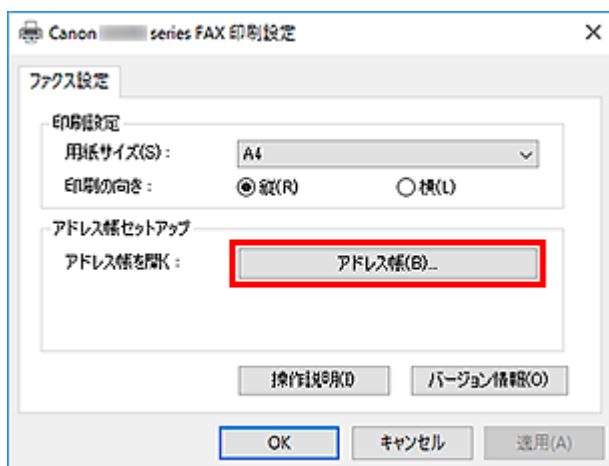 Canon series FAX 印刷設定
ファクス設定
印刷設定
用紙サイズ(S)： A4
印刷の向き： 縦(R) 横(L)
アドレス帳セットアップ
アドレス帳を開く： アドレス帳(B)...
操作説明(I) バージョン情報(O)
OK キャンセル 適用(A)